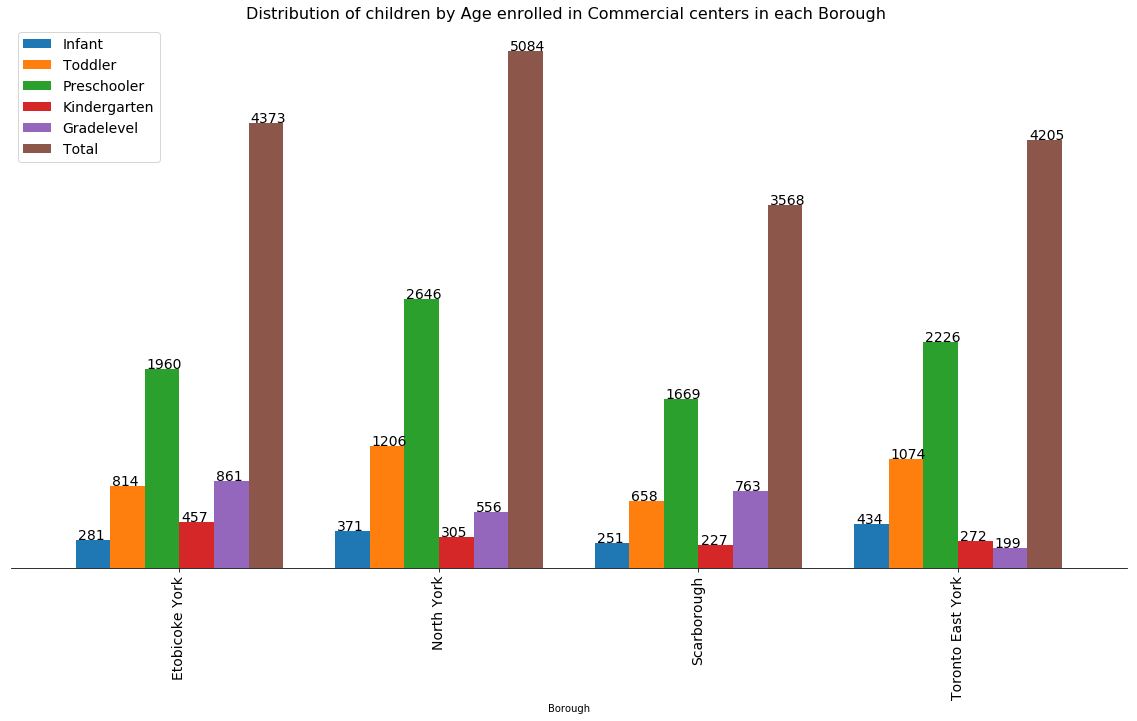 Distribution of children by Age enrolled in Commercial centers in each Borough
Infant
Toddler
Preschooler
Kindergarten
Gradelevel
Total
281
814
1960
457
861
4373
371
1206
2646
305
556
5084
251
658
1669
227
763
3568
434
1074
2226
272
199
4205
Etobicoke York
North York
Scarborough
Toronto East York
Borough